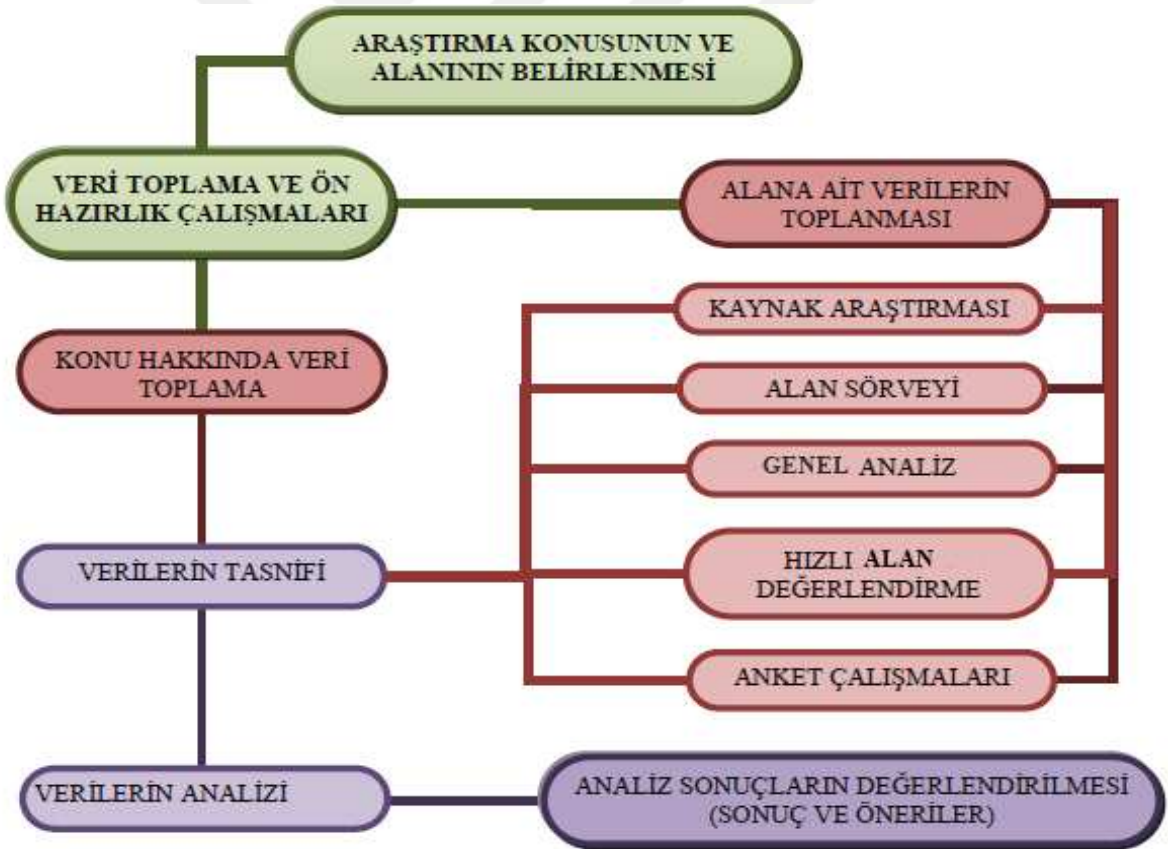 ARAŞTIRMA KONUSUNUN VE
ALANININ BELİRLENMESİ
VERİ TOPLAMA VE ÖN
HAZIRLIK ÇALIŞMALARI
ALANA AİT VERİLERİN
TOPLANMASI
KAYNAK ARAŞTIRMASI
KONU HAKKINDA VERİ
TOPLAMA
ALAN SÖRVEYİ
GENEL ANALİZ
VERİLERİN TASNİFİ
HIZLI ALAN
DEĞERLENDİRME
ANKET ÇALIŞMALARI
VERİLERİN ANALİZİ
ANALİZ SONUÇLARIN DEĞERLENDİRİLMESİ
(SONUÇ VE ÖNERİLER)